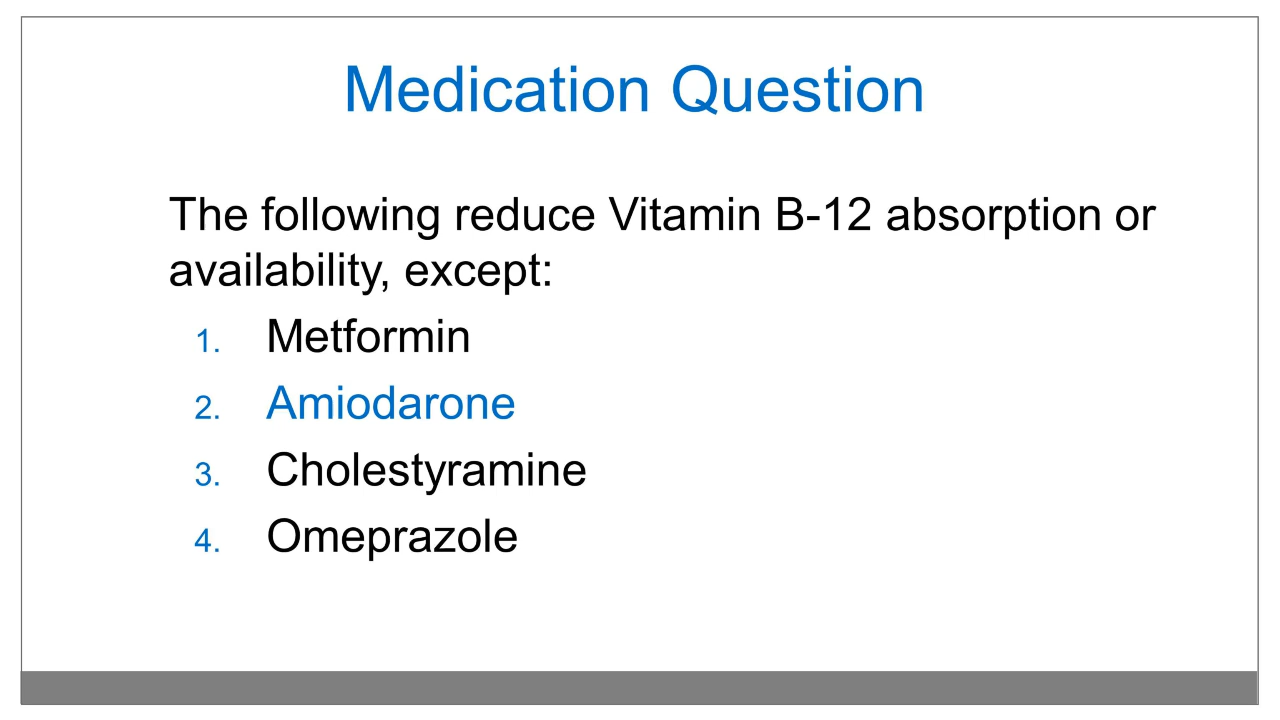 Medication Question
The following reduce Vitamin B-12 absorption or
availability, except:
1. Metformin
2. Amiodarone
3. Cholestyramine
4. Omeprazole